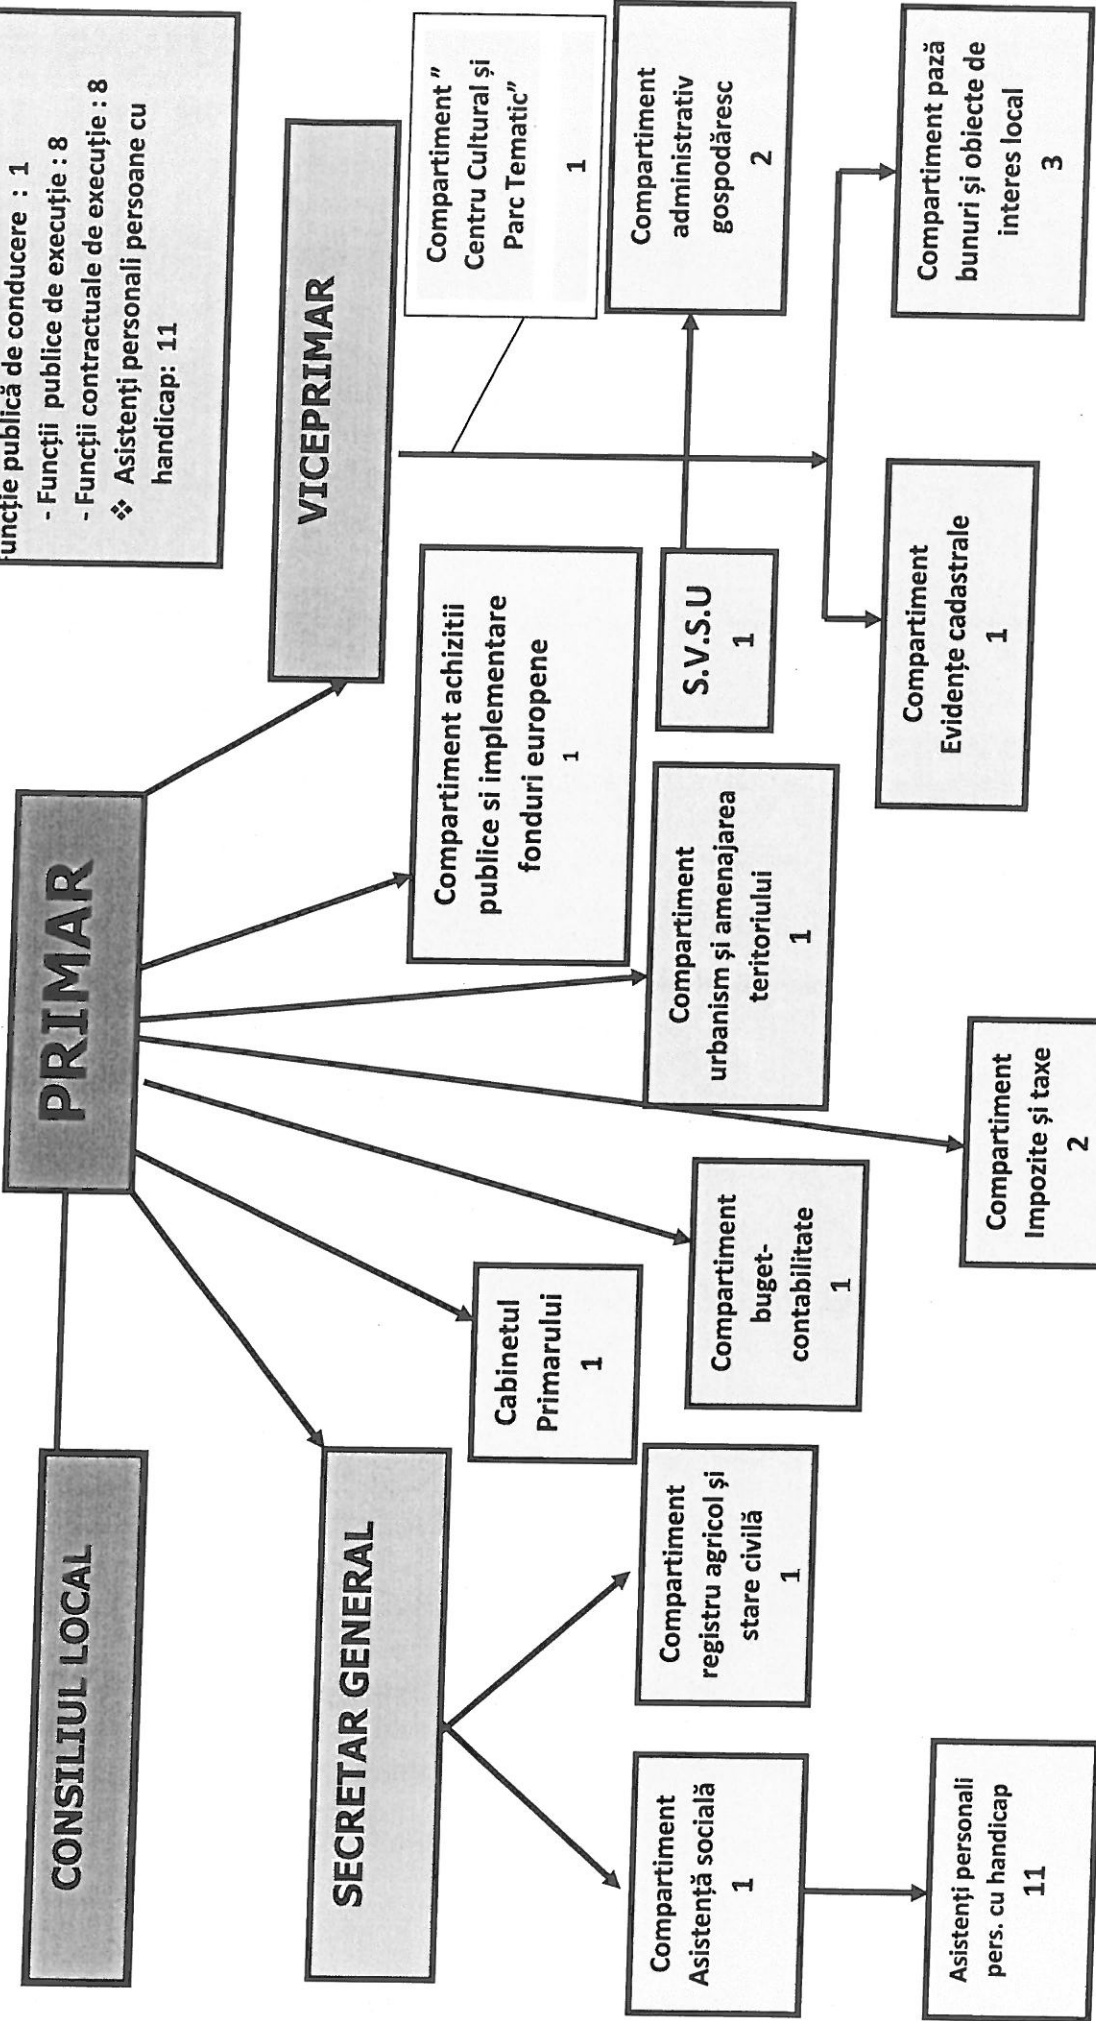 funcție publică de conducere : 1
- Funcții publice de execuție : 8
- Funcții contractuale de execuție : 8
❖ Asistenți personali persoane cu
handicap: 11
PRIMAR
CONSILIUL LOCAL
VICEPRIMAR
SECRETAR GENERAL
Compartiment"
Centru Cultural și
Parc Tematic"
1
Compartiment achizitii
publice si implementare
fonduri europene
1
Cabinetul
Primarului
1
Compartiment
administrativ
gospodăresc
2
S.V.S.U
1
Compartiment
urbanism și amenajarea
teritoriului
1
Compartiment
buget-
contabilitate
1
Compartiment
registru agricol și
stare civilă
1
Compartiment
Asistență socială
1
Compartiment pază
bunuri și obiecte de
interes local
3
Compartiment
Evidențe cadastrale
1
Compartiment
Impozite și taxe
2
Asistenți personali
pers. cu handicap
11